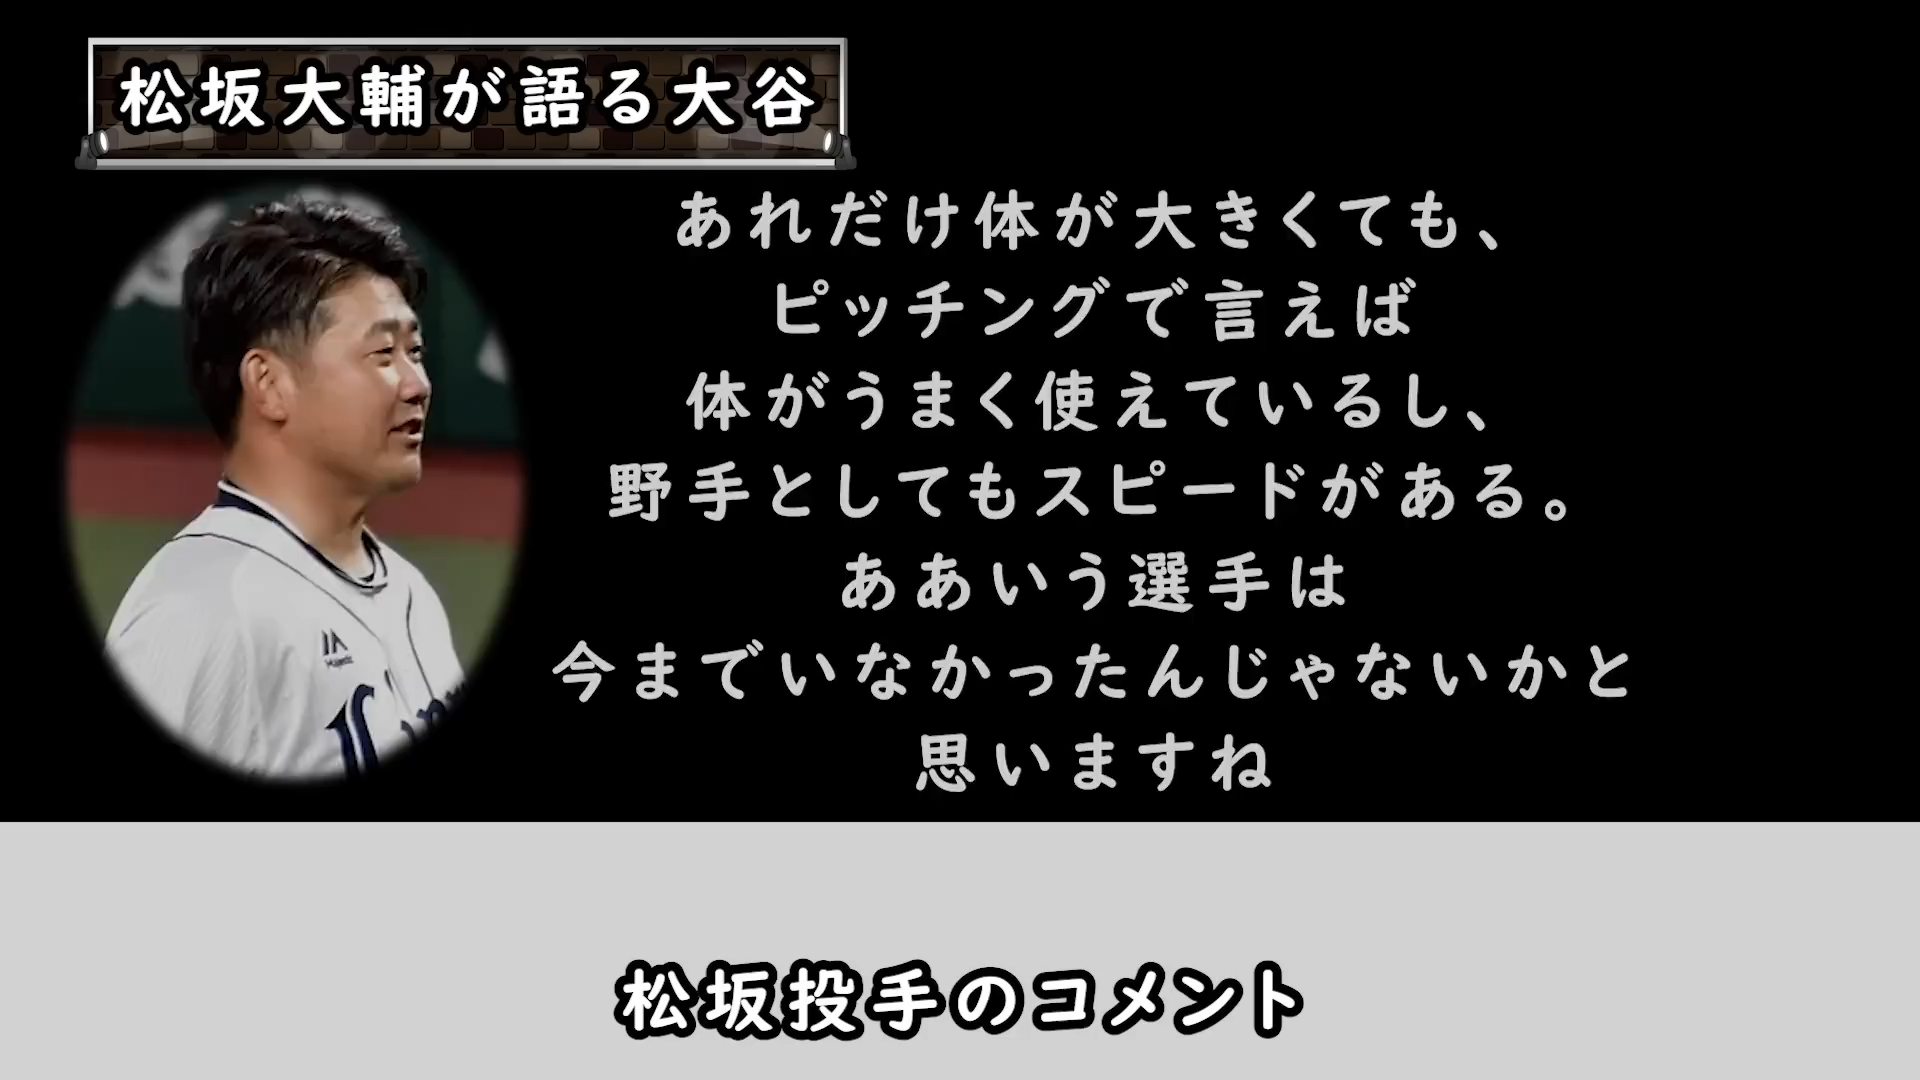 松坂大輔が語る大谷
あれだけ体が大きくても、
ピッチングで言えば
体がうまく使えているし、
野手としてもスピードがある。
ああいう選手は
今までいなかったんじゃないかと
思いますね
Majestic
松坂投手のコメント